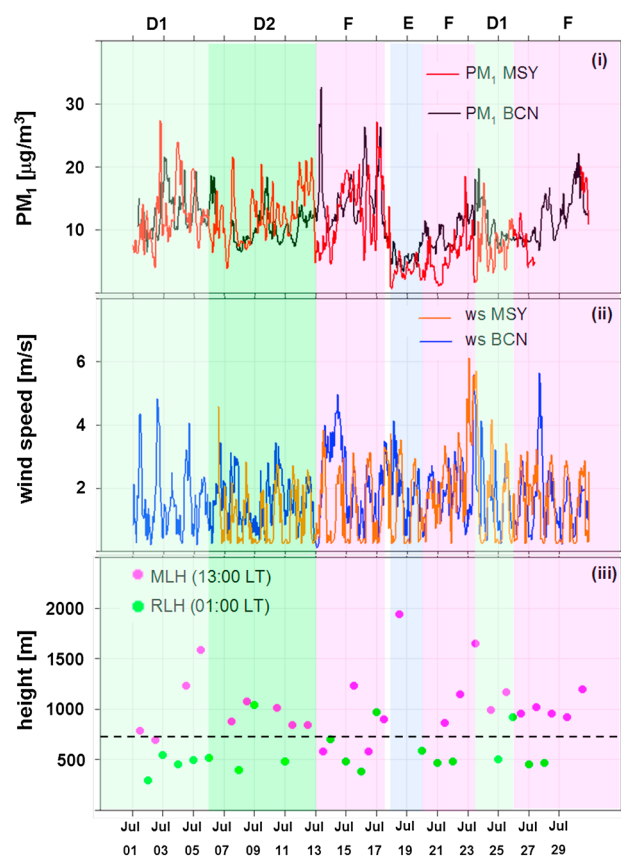 D1 D2 F E F D1 F
(i)
PM1 MSY
PM1 BCN
PM1 [µg/m³]
30
20
10
(ii)
ws MSY
ws BCN
wind speed [m/s]
6
4
2
(iii)
MLH (13:00 LT)
RLH (01:00 LT)
height [m]
2000
1500
1000
500
Jul Jul Jul Jul Jul Jul Jul Jul Jul Jul Jul Jul Jul Jul Jul
01 03 05 07 09 11 13 15 17 19 21 23 25 27 29